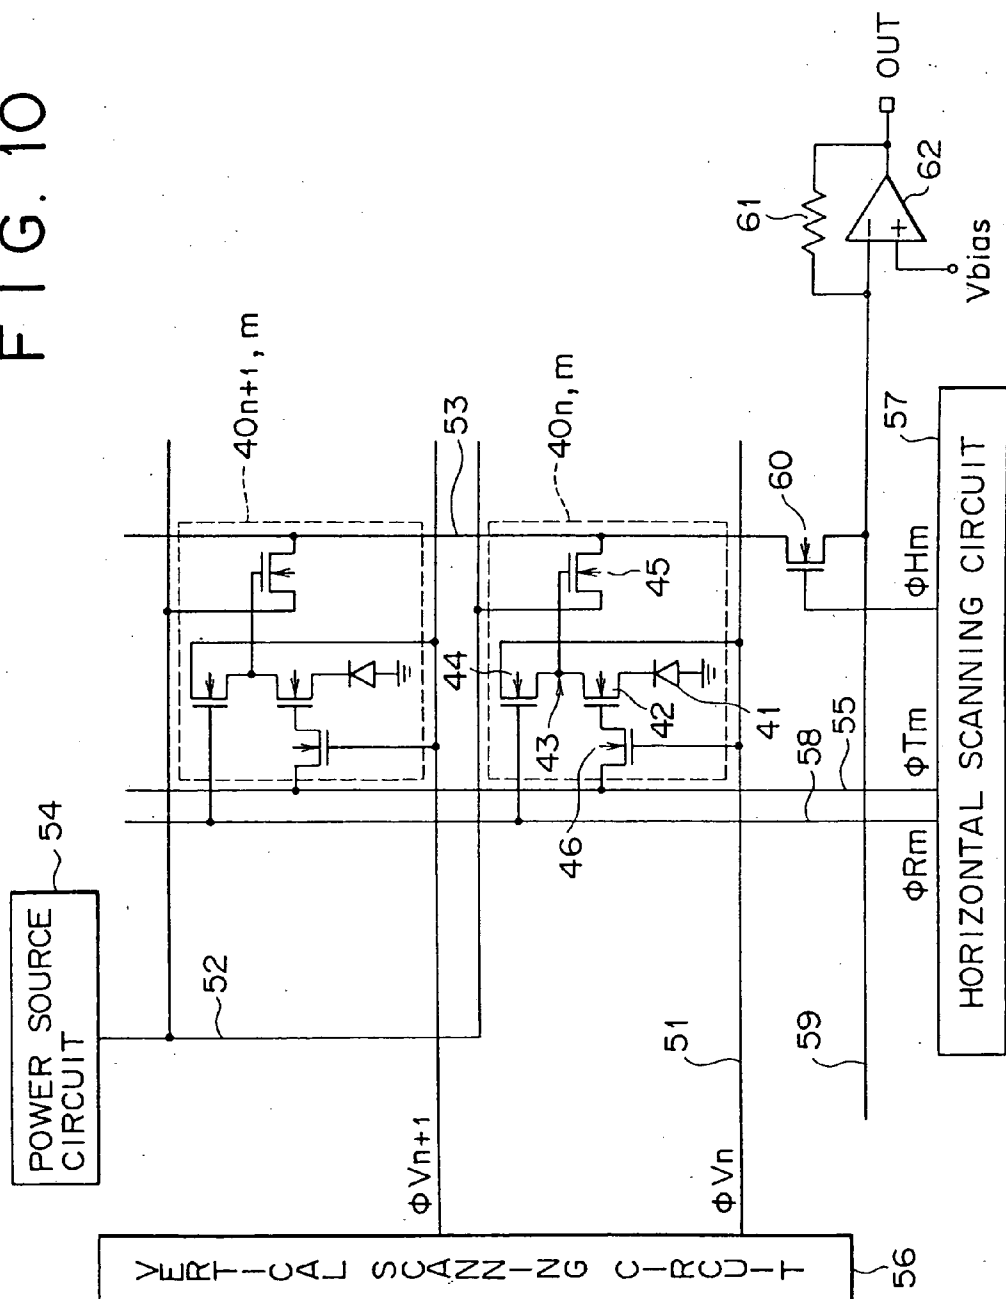 FIG. 10
POWER SOURCE
CIRCUIT
54
52
40n+1, m
53
40n, m
44
43
45
42
46
41
58
55
51
59
ΦVn+1
ΦVn
VERTICAL SCANNING CIRCUIT
56
ΦRm
ΦTm
ΦHm
60
57
HORIZONTAL SCANNING CIRCUIT
61
62
−
+
Vbias
OUT